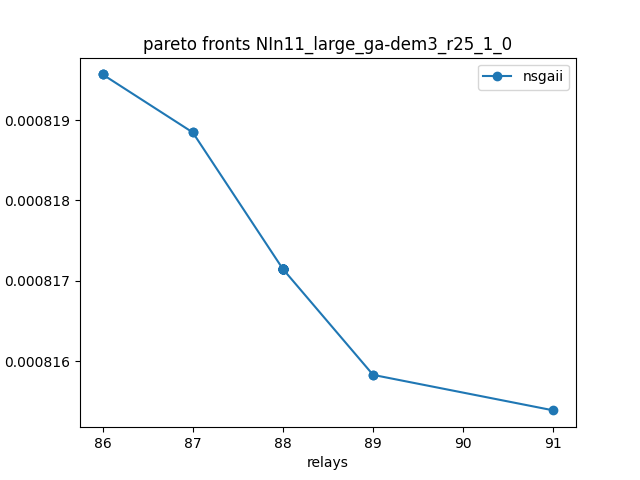 pareto fronts NIn11_large_ga-dem3_r25_1_0
nsgaii
0.000819
0.000818
0.000817
0.000816
86 87 88 89 90 91
relays